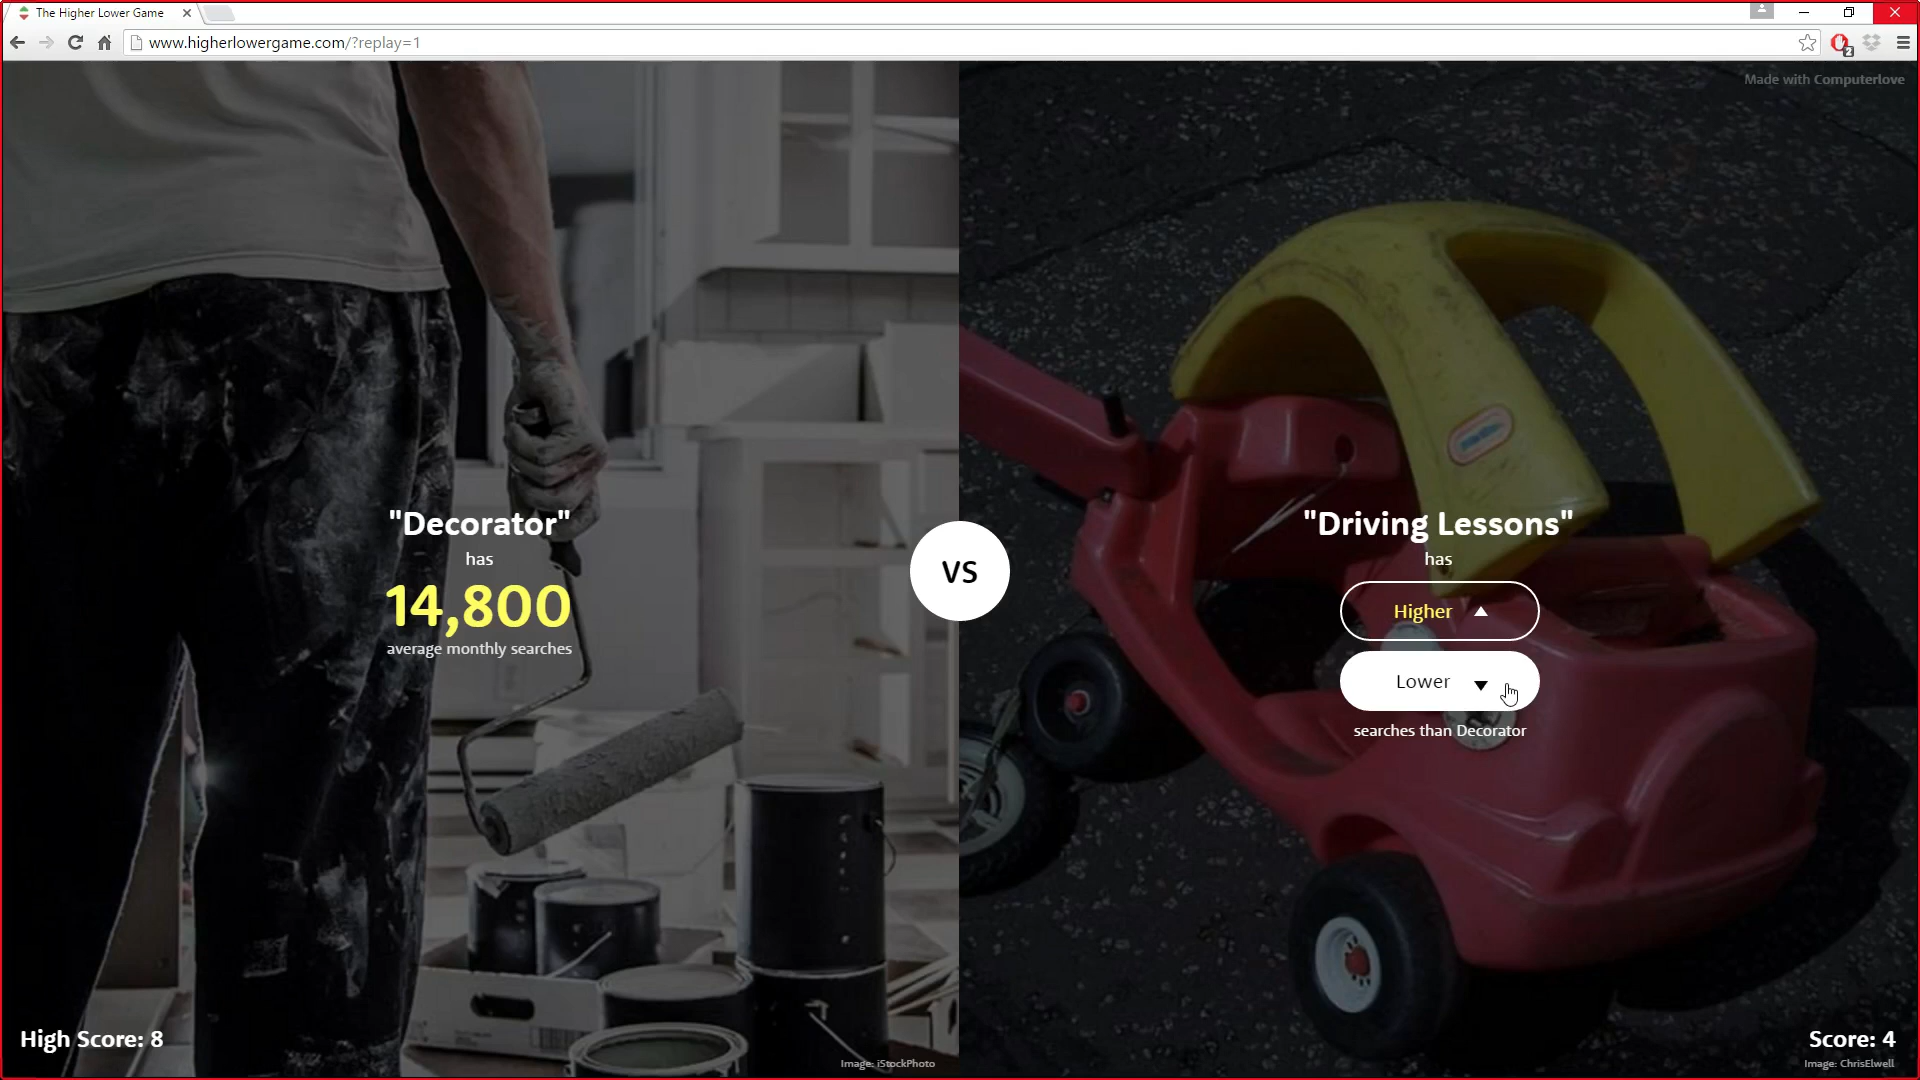 The Higher Lower Game
www.higherlowergame.com/?replay=1
2
Made with Computerlove
"Decorator"
has
14,800
average monthly searches
VS
"Driving Lessons"
has
Higher
Lower
searches than Decorator
High Score: 8
Image: iStockPhoto
Score: 4
Image: ChrisElwell